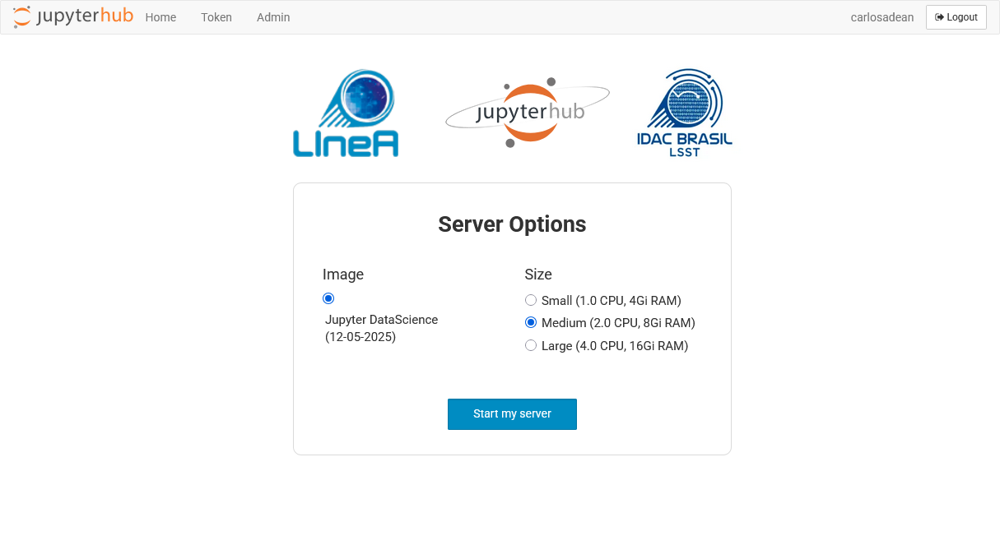 jupyterhub Home Token Admin carlosadean Logout
LIneA
jupyterhub
IDAC BRASIL
LSST
Server Options
Image
Jupyter DataScience
(12-05-2025)
Size
Small (1.0 CPU, 4Gi RAM)
Medium (2.0 CPU, 8Gi RAM)
Large (4.0 CPU, 16Gi RAM)
Start my server